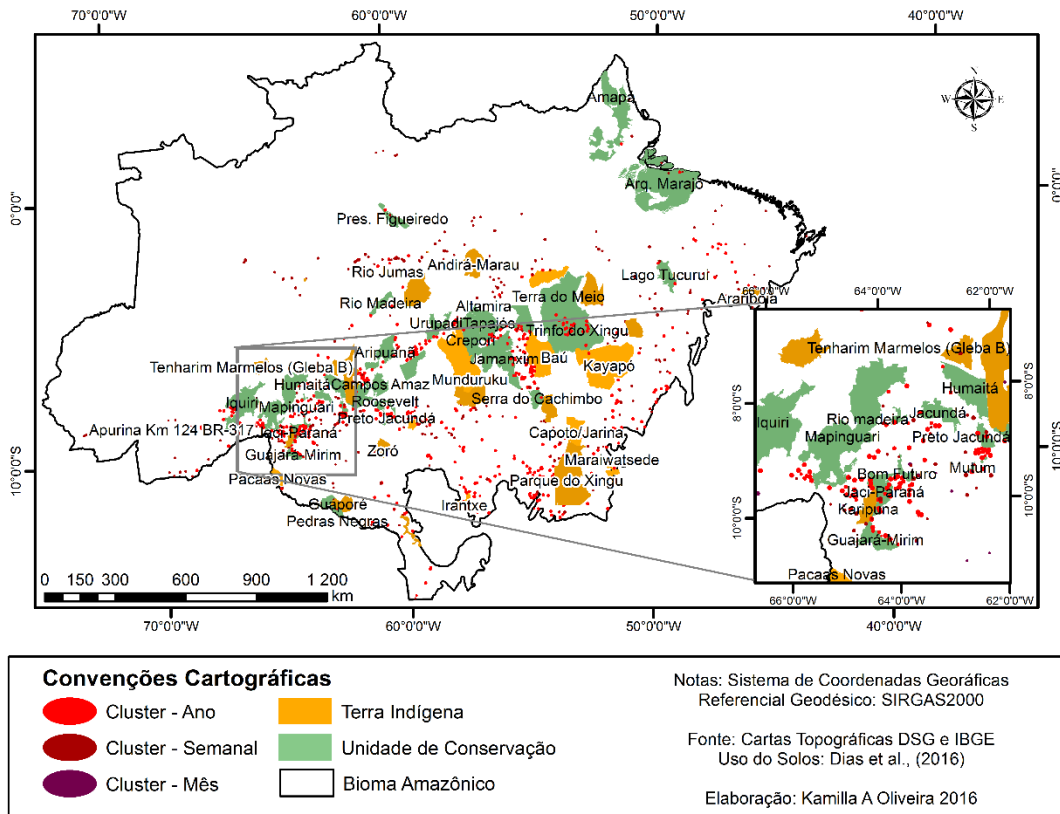 70°0'0"W 60°0'0"W 50°0'0"W 40°0'0"W
N
W E
S
Amapá
Arq. Marajó
0°0'0"
0°0'0"
Pres. Figueiredo
Rio Jumas
Andirá-Marau
Lago Tucuruí
Rio Madeira
Altamira
Terra do Meio
Arariboia
66°0'0"W 64°0'0"W 62°0'0"W
Urupadi
Tapajós
Trinfo do Xingu
Crepori
Aripuanã
Jamanxim
Baú
Kayapó
Tenharim Marmelos (Gleba B)
Munduruku
Humaitá
Campos Amaz
Iquiri
Mapinguari
Roosevelt
Serra do Cachimbo
Preto Jacundá
Apurina Km 124 BR-317
Jaci-Paraná
Capoto/Jarina
Guajará-Mirim
Zoró
Maraiwatsede
Pacaas Novas
Parque do Xingu
Guaporé
Irantxe
Pedras Negras
10°0'0"S
10°0'0"S
Tenharim Marmelos (Gleba B)
Humaitá
8°0'0"S
8°0'0"S
Iquiri
Rio madeira
Jacundá
Mapinguari
Preto Jacundá
Bom Futuro
Mutum
Jaci-Paraná
Karipuna
10°0'0"S
10°0'0"S
Guajará-Mirim
Pacaas Novas
66°0'0"W 64°0'0"W 62°0'0"W
0 150 300 600 900 1.200
km
70°0'0"W 60°0'0"W 50°0'0"W 40°0'0"W
Convenções Cartográficas
Cluster - Ano
Cluster - Semanal
Cluster - Mês
Terra Indígena
Unidade de Conservação
Bioma Amazônico
Notas: Sistema de Coordenadas Georáficas
Referencial Geodésico: SIRGAS2000
Fonte: Cartas Topográficas DSG e IBGE
Uso do Solos: Dias et al., (2016)
Elaboração: Kamilla A Oliveira 2016